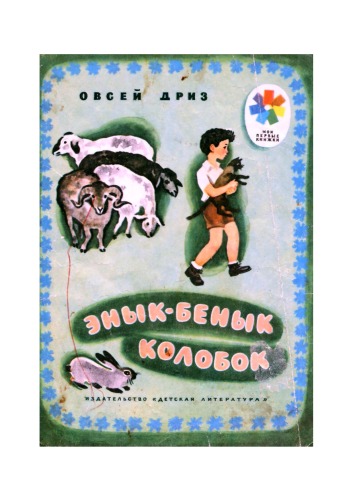 ОВСЕЙ ДРИЗ
МОИ
ПЕРВЫЕ
КНИЖКИ
ЭНЫК-БЕНЫК
КОЛОБОК
ИЗДАТЕЛЬСТВО «ДЕТСКАЯ ЛИТЕРАТУРА»